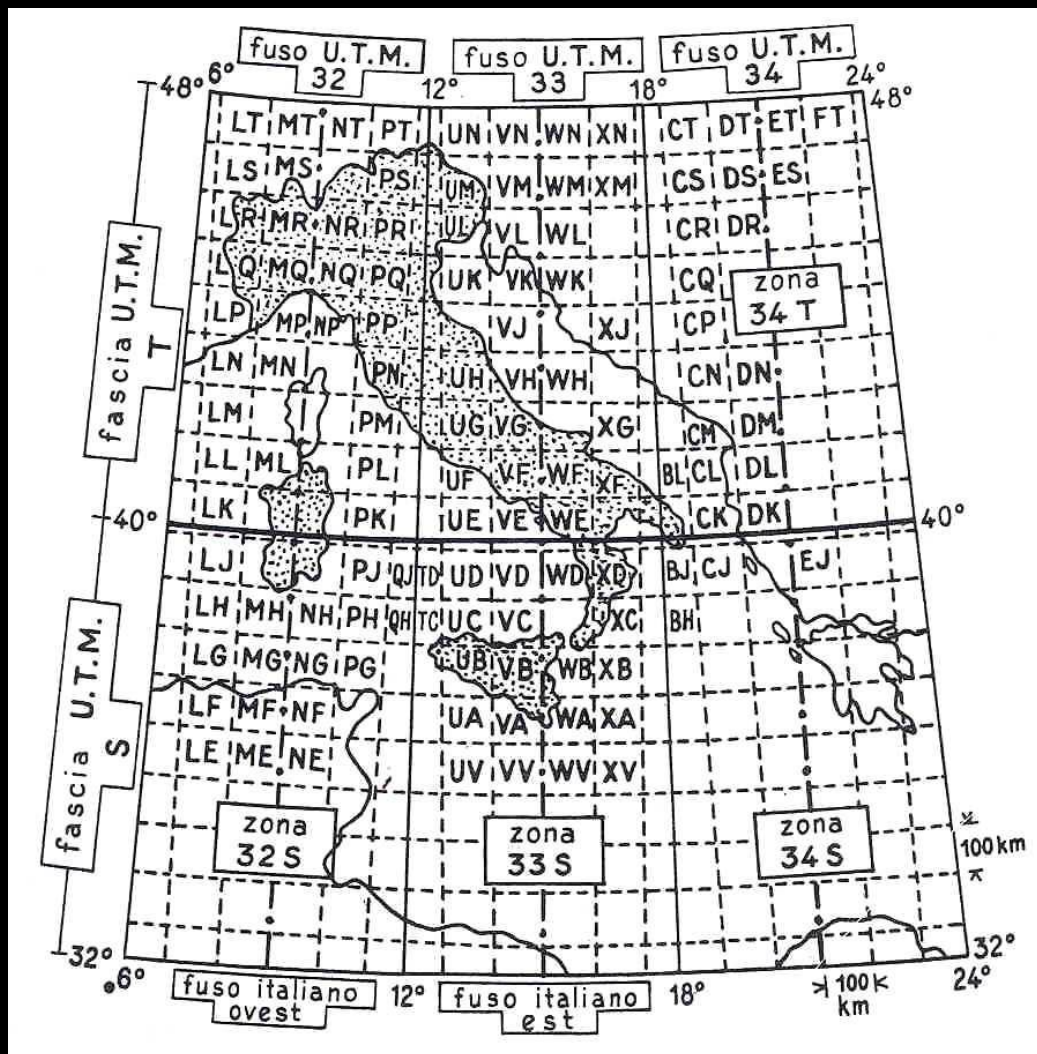 fuso U.T.M.
32
fuso U.T.M.
33
fuso U.T.M.
34
48° 6° 12° 18° 24° 48°
LT MT NT PT UN VN WN XN CT DT ET FT
LS MS PS UM VM WM XM CS DS ES
LR MR NR PR UL VL WL CR DR
LQ MQ NQ PQ UK VK WK CQ
zona
34 T
LP MP NP PP VJ XJ CP
LN MN PN UH VH WH CN DN
LM PM UG VG XG CM DM
LL ML PL UF VF WF XF BL CL DL
LK PK UE VE WE CK DK
40° 40°
LJ PJ QJ TD UD VD WD XD BJ CJ EJ
LH MH NH PH QH TC UC VC XC BH
LG MG NG PG UB VB WB XB
LF MF NF UA VA WA XA
LE ME NE UV VV WV XV
fascia U.T.M.
T
fascia U.T.M.
S
zona
32 S
zona
33 S
zona
34 S
100 km
32° 32°
6° 12° 18° 24°
fuso italiano
ovest
fuso italiano
est
100 k
km